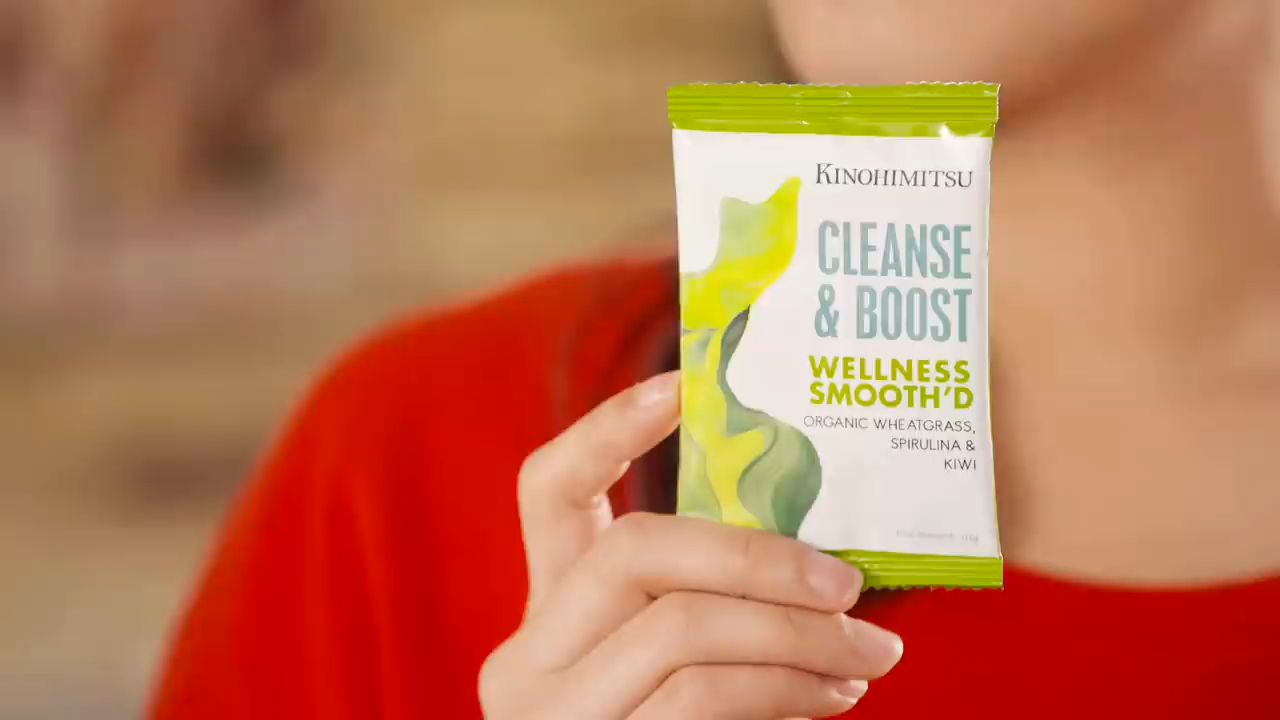 KINOHIMITSU
CLEANSE
& BOOST
WELLNESS
SMOOTH'D
ORGANIC WHEATGRASS,
SPIRULINA &
KIWI